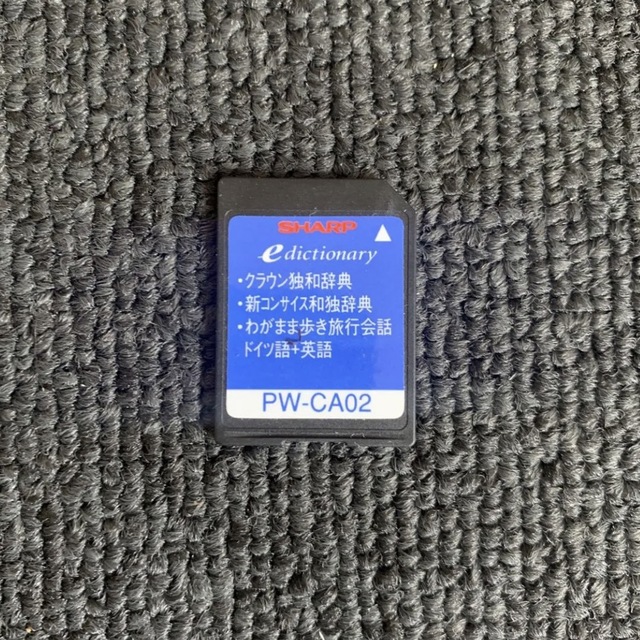 SHARP
edictionary
・クラウン独和辞典
・新コンサイス和独辞典
・わがまま歩き旅行会話
ドイツ語+英語
PW-CA02